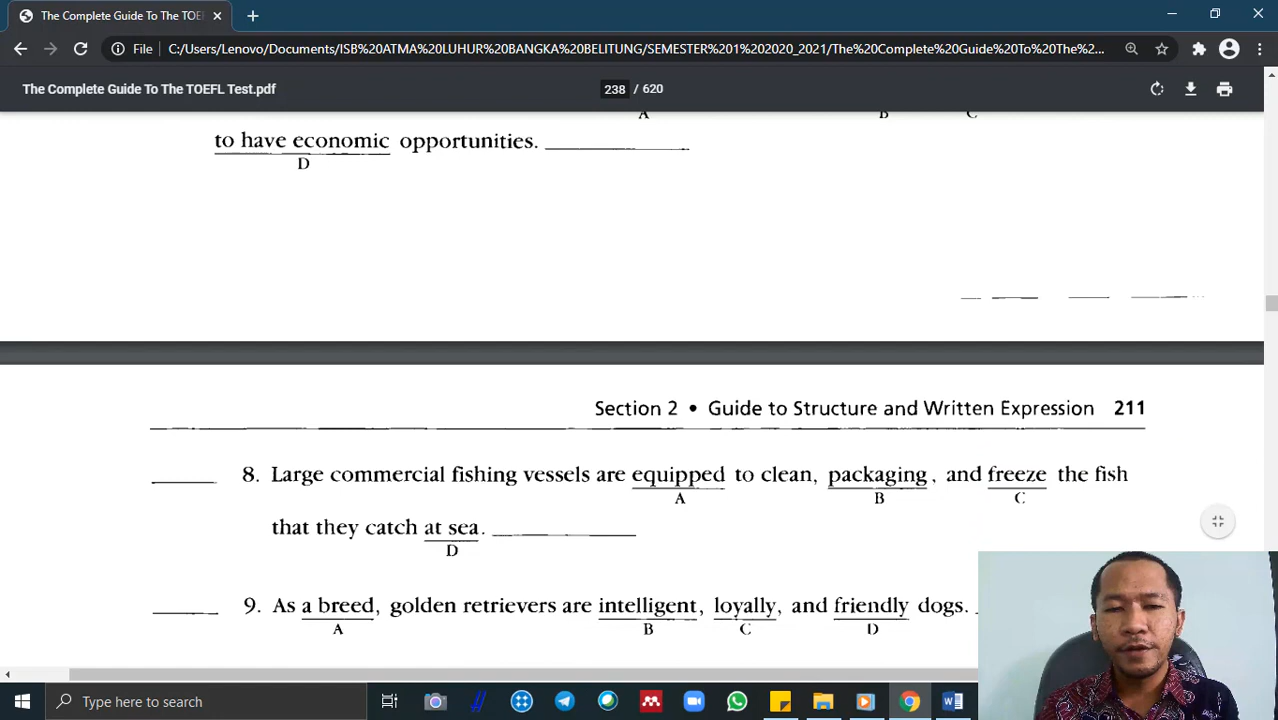 The Complete Guide To The TOE
File
C:/Users/Lenovo/Documents/ISB%20ATMA%20LUHUR%20BANGKA%20BELITUNG/SEMESTER%201%202020_2021/The%20Complete%20Guide%20To%20The%2...
The Complete Guide To The TOEFL Test.pdf
238 / 620
A B C
to have economic opportunities.
D
Section 2 • Guide to Structure and Written Expression 211
8. Large commercial fishing vessels are equipped to clean, packaging, and freeze the fish
A B C
that they catch at sea.
D
9. As a breed, golden retrievers are intelligent, loyally, and friendly dogs.
A B C D
Type here to search